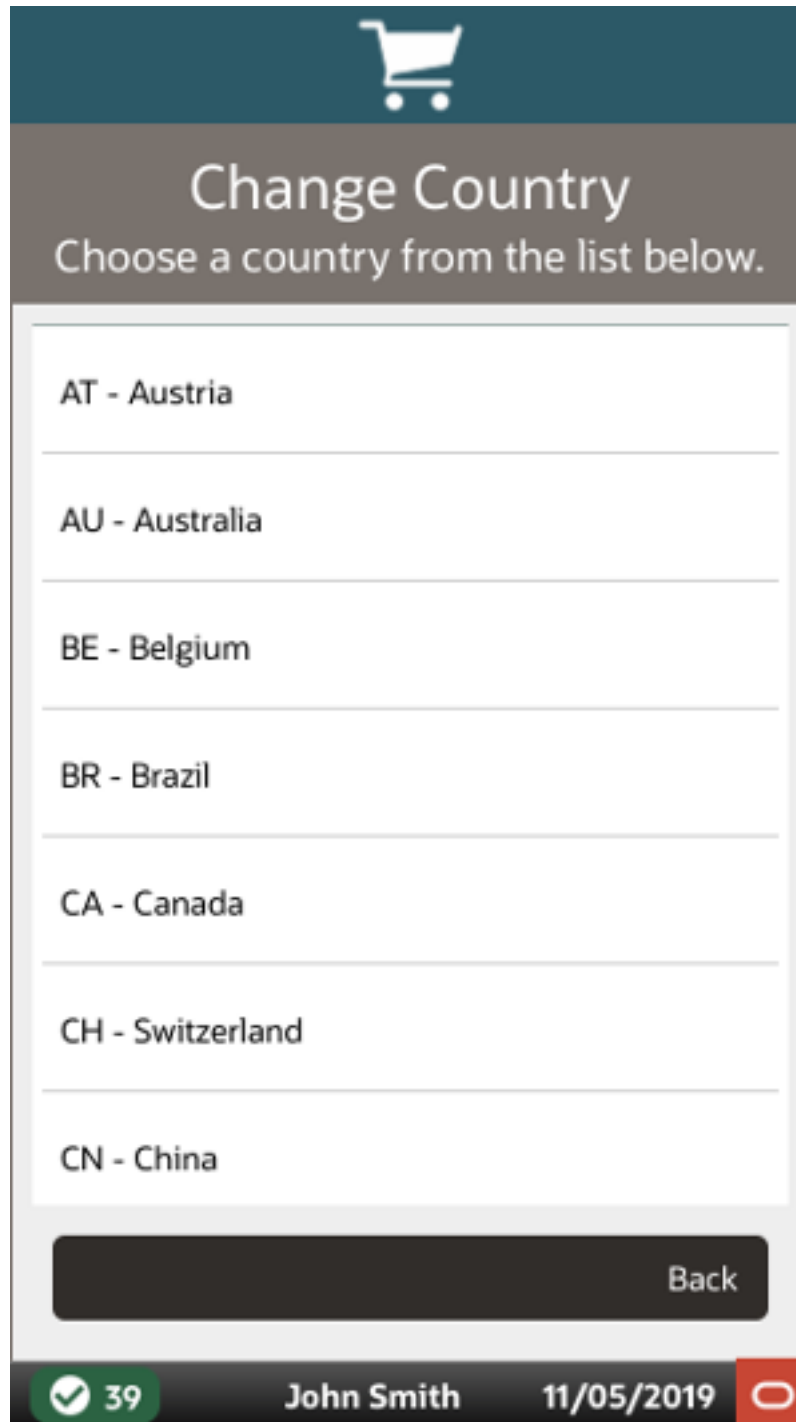 Change Country
Choose a country from the list below.
AT - Austria
AU - Australia
BE - Belgium
BR - Brazil
CA - Canada
CH - Switzerland
CN - China
Back
39 John Smith 11/05/2019